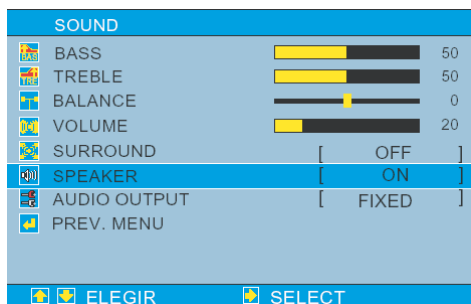 SOUND
BASS 50
TREBLE 50
BALANCE 0
VOLUME 20
SURROUND [ OFF ]
SPEAKER [ ON ]
AUDIO OUTPUT [ FIXED ]
PREV. MENU
ELEGIR SELECT